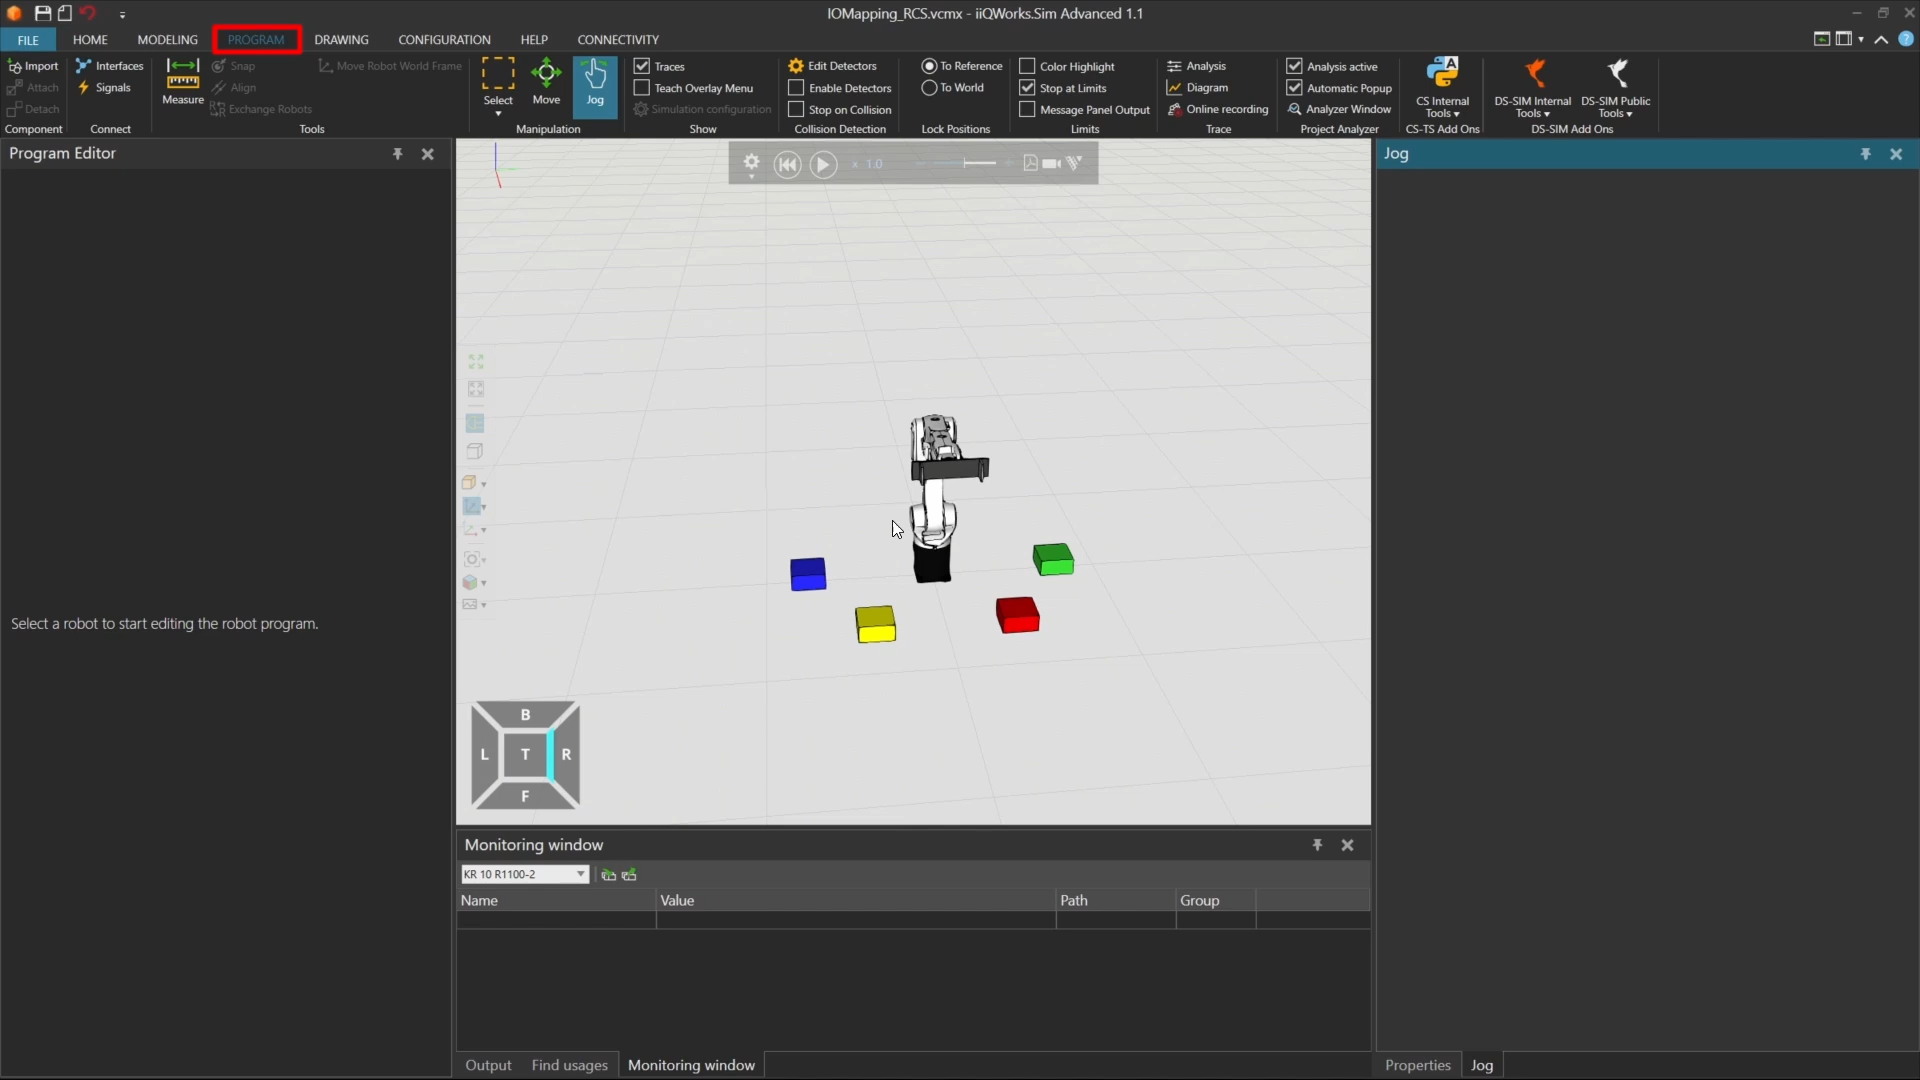 IOMapping_RCS.vcmx - iiQWorks.Sim Advanced 1.1
FILE HOME MODELING PROGRAM DRAWING CONFIGURATION HELP CONNECTIVITY
Import Interfaces Snap Move Robot World Frame Traces Edit Detectors To Reference Color Highlight Analysis Analysis active
Attach Signals Measure Align Select Move Jog Teach Overlay Menu Enable Detectors To World Stop at Limits Diagram Automatic Popup CS Internal Tools DS-SIM Internal Tools DS-SIM Public Tools
Detach Exchange Robots Simulation configuration Stop on Collision Message Panel Output Online recording Analyzer Window
Component Connect Tools Manipulation Show Collision Detection Lock Positions Limits Trace Project Analyzer CS-TS Add Ons DS-SIM Add Ons
Program Editor
Jog
x 1.0
Select a robot to start editing the robot program.
B
L T R
F
Monitoring window
KR 10 R1100-2
Name Value Path Group
Output Find usages Monitoring window
Properties Jog